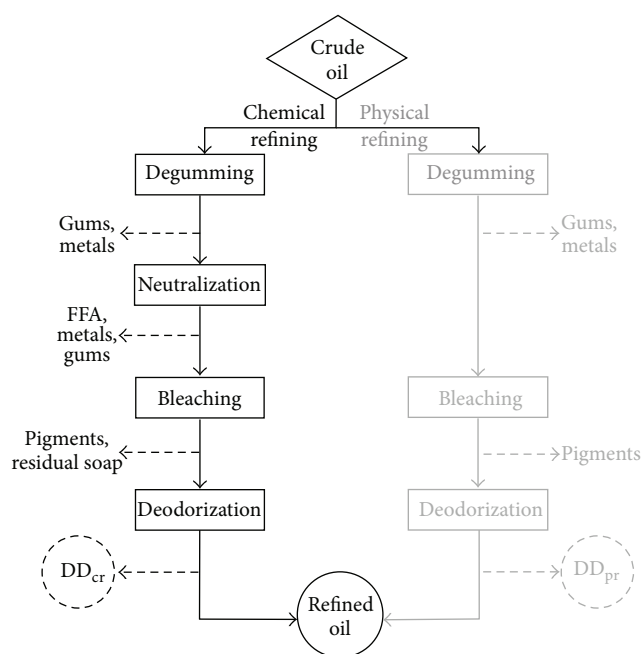 Crude
oil
Chemical
refining
Physical
refining
Degumming
Degumming
Gums,
metals
Gums,
metals
Neutralization
FFA,
metals,
gums
Bleaching
Bleaching
Pigments,
residual soap
Pigments
Deodorization
Deodorization
DDcr
Refined
oil
DDpr